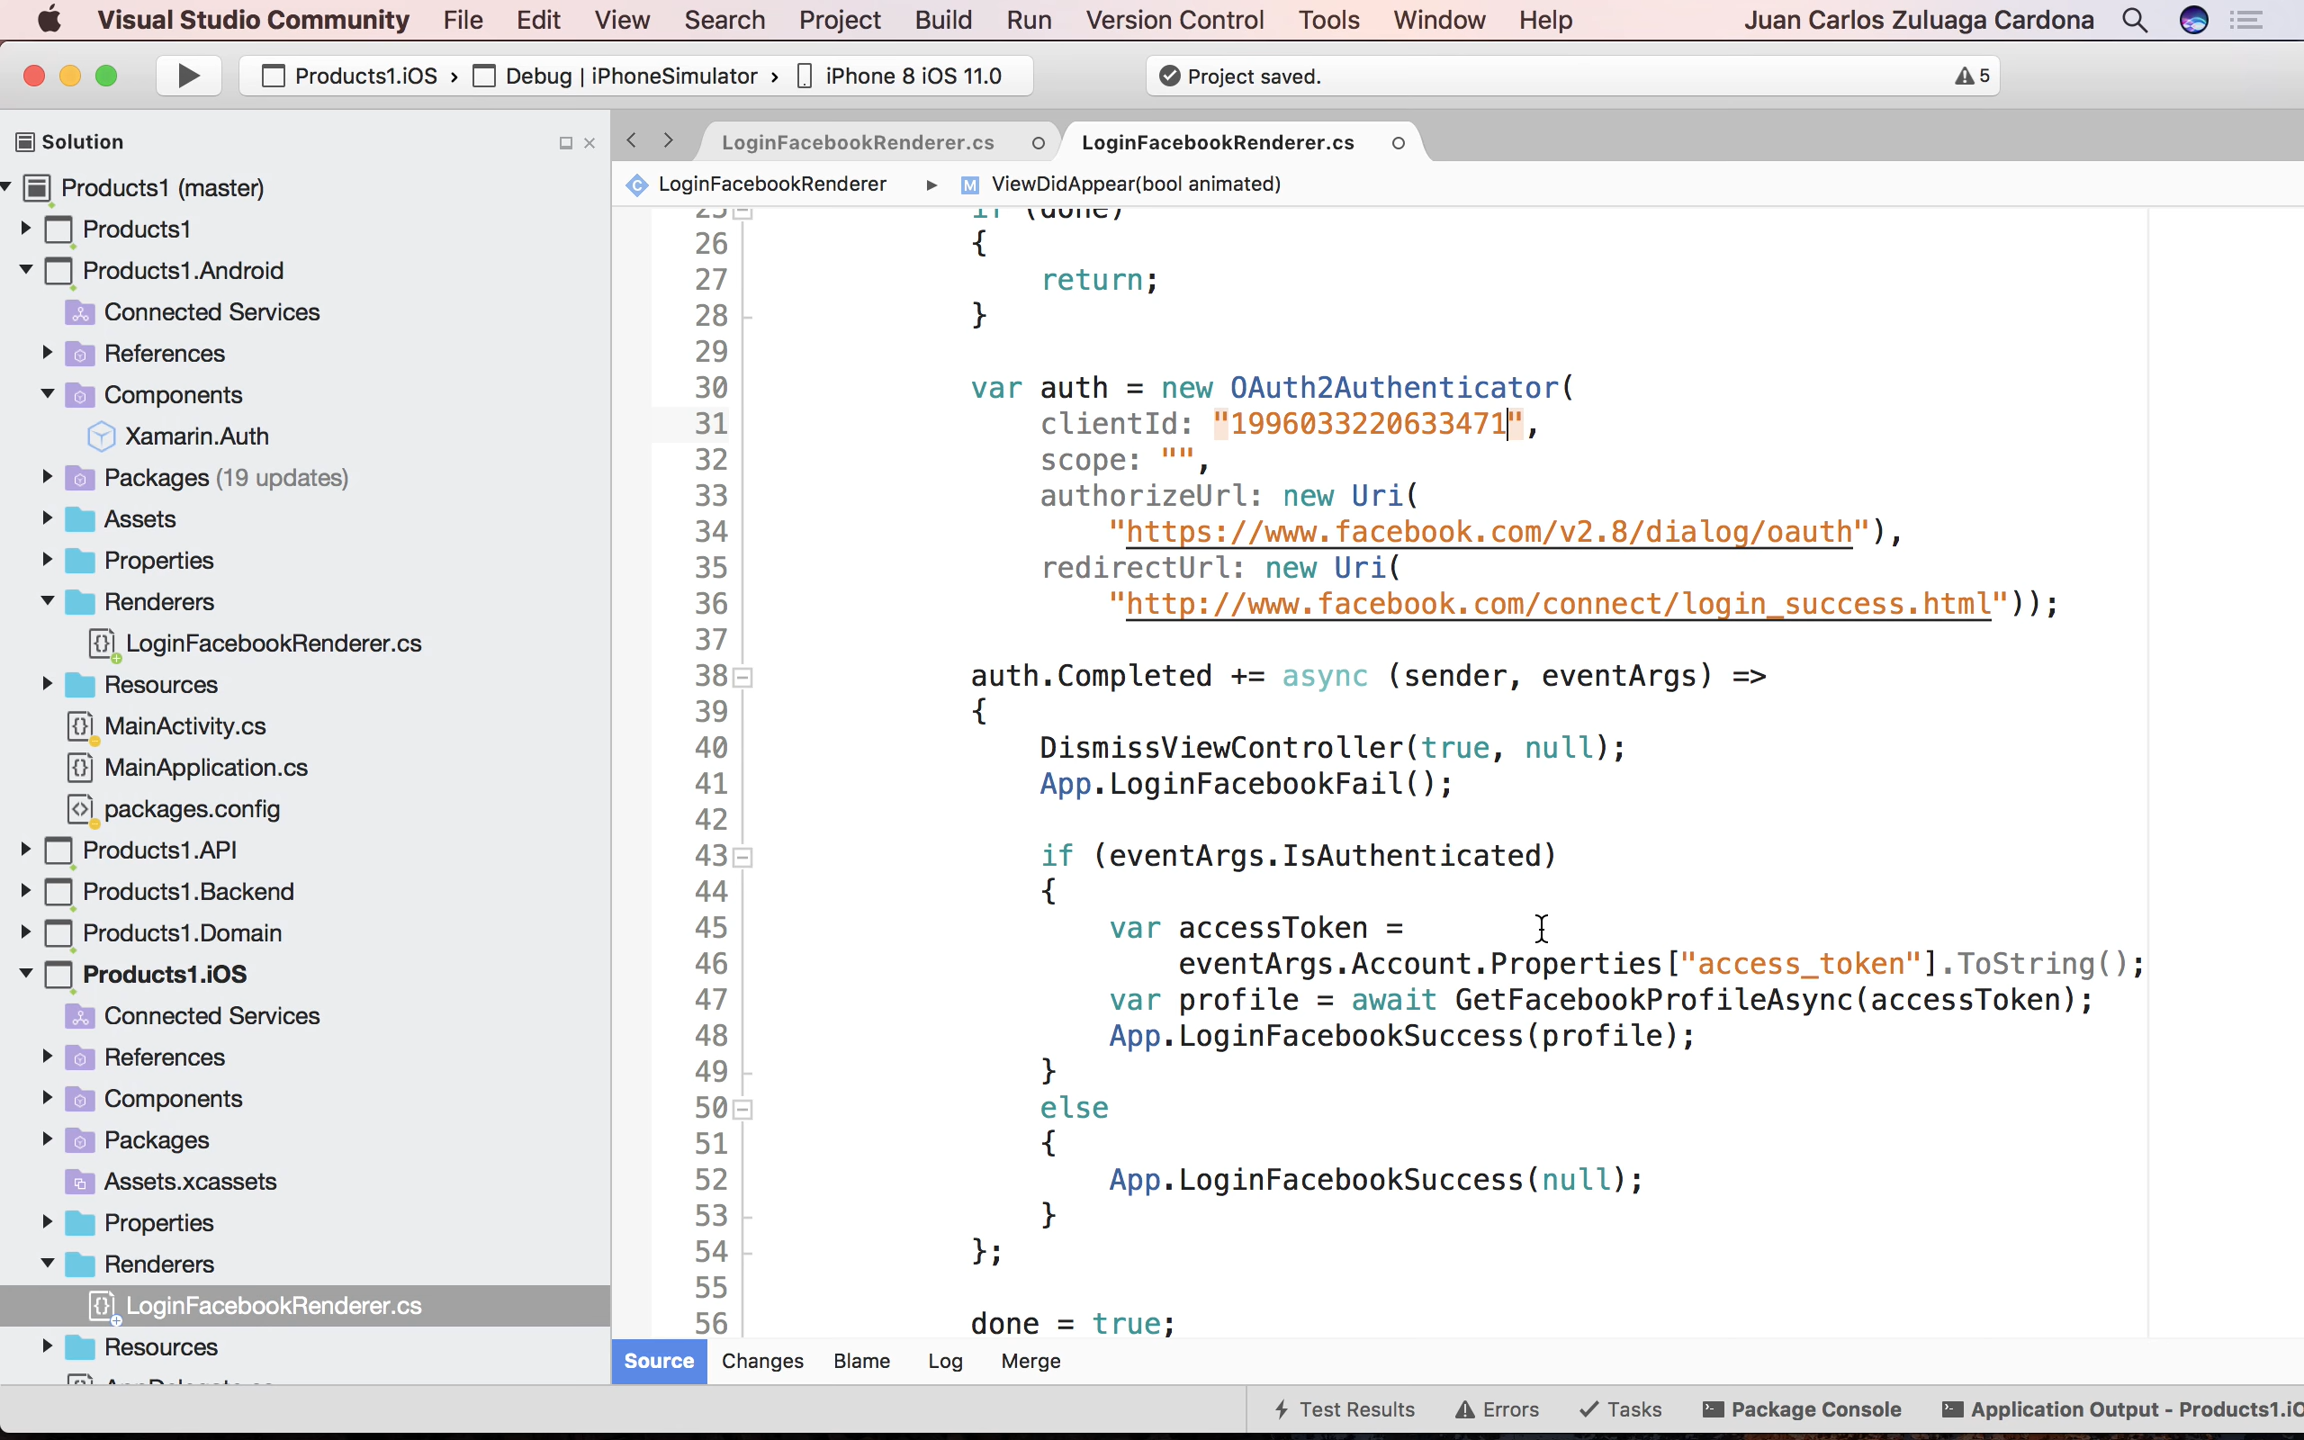 Visual Studio Community File Edit View Search Project Build Run Version Control Tools Window Help Juan Carlos Zuluaga Cardona
Products1.iOS › Debug | iPhoneSimulator › iPhone 8 iOS 11.0 Project saved. 5
Solution
LoginFacebookRenderer.cs LoginFacebookRenderer.cs
LoginFacebookRenderer ViewDidAppear(bool animated)
Products1 (master)
Products1
Products1.Android
Connected Services
References
Components
Xamarin.Auth
Packages (19 updates)
Assets
Properties
Renderers
LoginFacebookRenderer.cs
Resources
MainActivity.cs
MainApplication.cs
packages.config
Products1.API
Products1.Backend
Products1.Domain
Products1.iOS
Connected Services
References
Components
Packages
Assets.xcassets
Properties
Renderers
LoginFacebookRenderer.cs
Resources
25 if (done)
26 {
27 return;
28 }
29
30 var auth = new OAuth2Authenticator(
31 clientId: "1996033220633471",
32 scope: "",
33 authorizeUrl: new Uri(
34 "https://www.facebook.com/v2.8/dialog/oauth"),
35 redirectUrl: new Uri(
36 "http://www.facebook.com/connect/login_success.html"));
37
38 auth.Completed += async (sender, eventArgs) =>
39 {
40 DismissViewController(true, null);
41 App.LoginFacebookFail();
42
43 if (eventArgs.IsAuthenticated)
44 {
45 var accessToken =
46 eventArgs.Account.Properties["access_token"].ToString();
47 var profile = await GetFacebookProfileAsync(accessToken);
48 App.LoginFacebookSuccess(profile);
49 }
50 else
51 {
52 App.LoginFacebookSuccess(null);
53 }
54 };
55
56 done = true;
Source Changes Blame Log Merge
Test Results Errors Tasks Package Console Application Output - Products1.iO